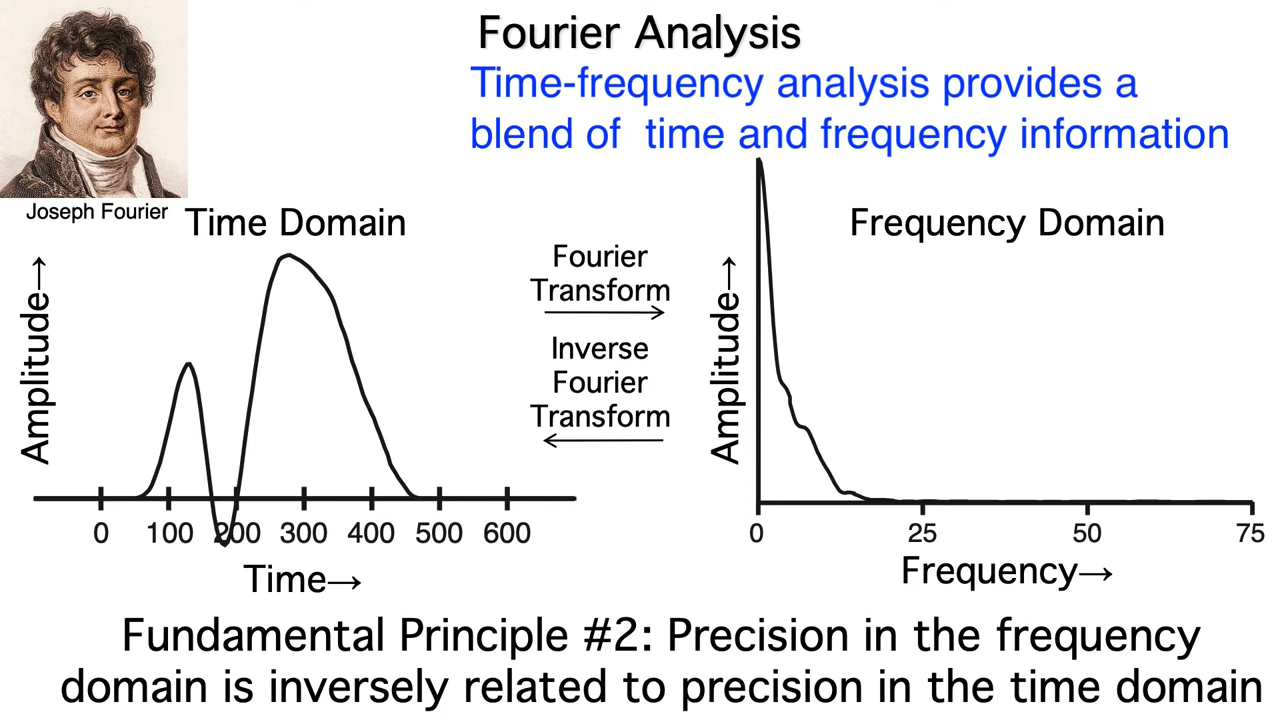 Fourier Analysis
Time-frequency analysis provides a
blend of time and frequency information
Joseph Fourier
Time Domain
Amplitude→
0 100 200 300 400 500 600
Time→
Fourier
Transform
Inverse
Fourier
Transform
Frequency Domain
Amplitude→
0 25 50 75
Frequency→
Fundamental Principle #2: Precision in the frequency
domain is inversely related to precision in the time domain